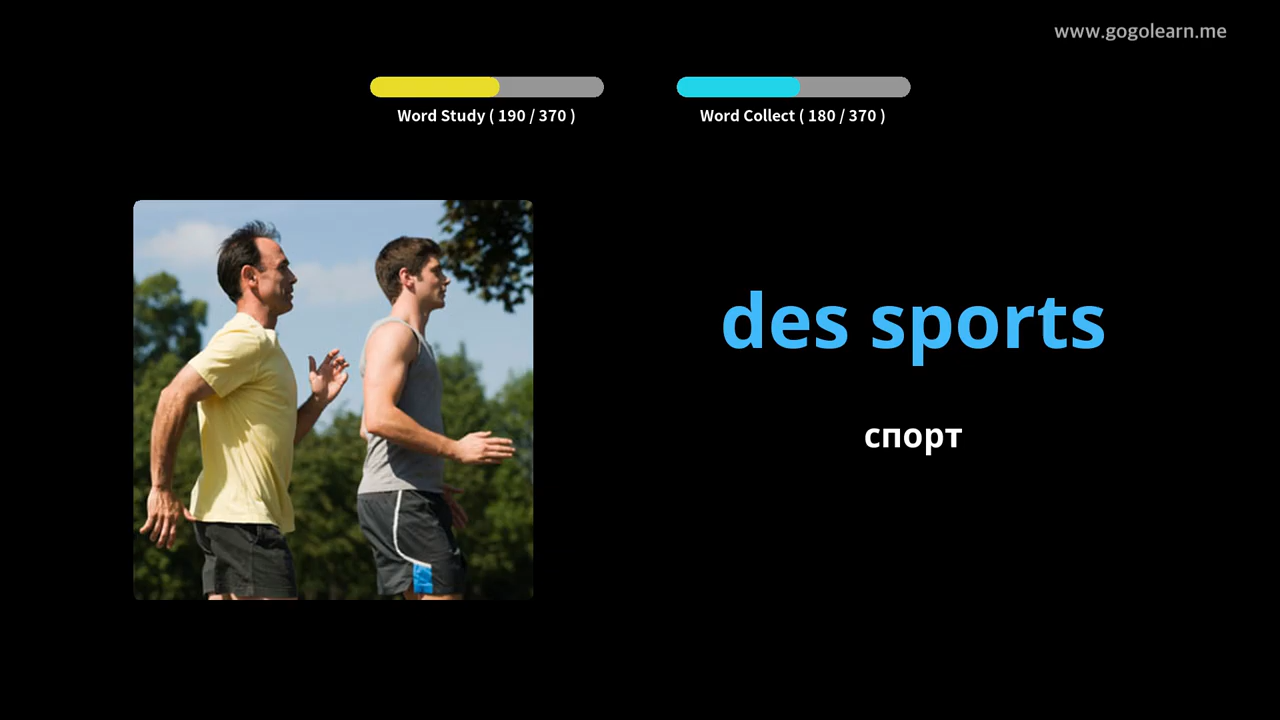 www.gogolearn.me
Word Study ( 190 / 370 )
Word Collect ( 180 / 370 )
des sports
спорт